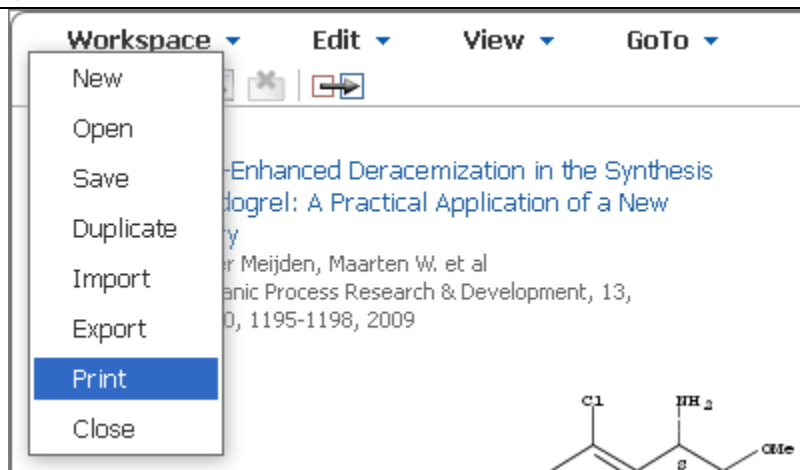 Workspace Edit View GoTo
New
Open
Save
Duplicate
Import
Export
Print
Close
-Enhanced Deracemization in the Synthesis
dogrel: A Practical Application of a New
y
er Meijden, Maarten W. et al
anic Process Research & Development, 13,
0, 1195-1198, 2009
Cl NH2
OMe
S